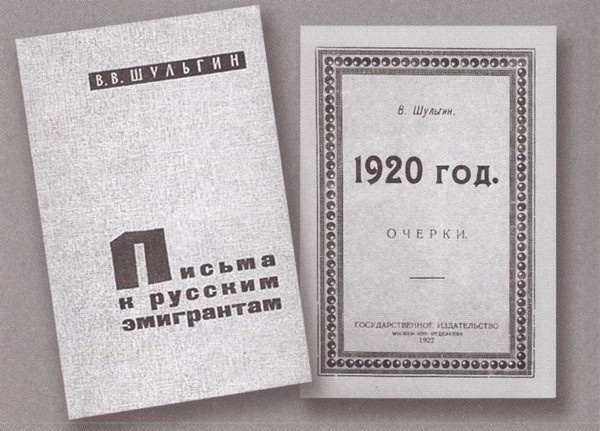 В.В. ШУЛЬГИН
Письма
к русским
эмигрантам
В. Шульгин.
1920 год.
ОЧЕРКИ.
ГОСУДАРСТВЕННОЕ ИЗДАТЕЛЬСТВО
МОСКОВСКОЕ ОТДЕЛЕНИЕ
1922